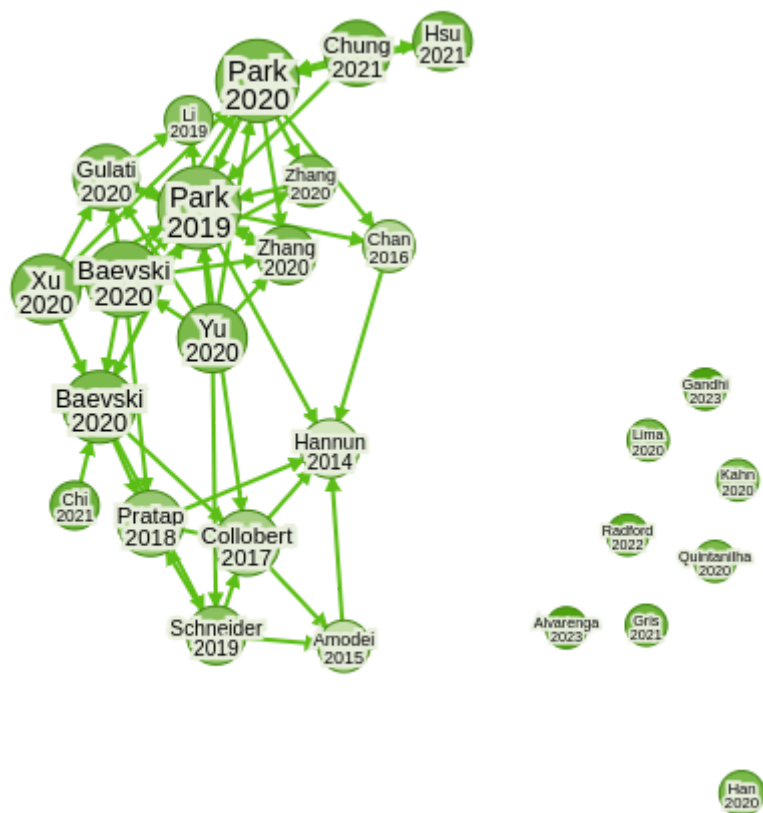 Hsu
2021
Chung
2021
Park
2020
Li
2019
Gulati
2020
Zhang
2020
Park
2019
Chan
2016
Zhang
2020
Baevski
2020
Xu
2020
Yu
2020
Baevski
2020
Gandhi
2023
Lima
2020
Hannun
2014
Kahn
2020
Chi
2021
Pratap
2018
Collobert
2017
Radford
2022
Quintanilha
2020
Schneider
2019
Amodei
2015
Alvarenga
2023
Gris
2021
Han
2020